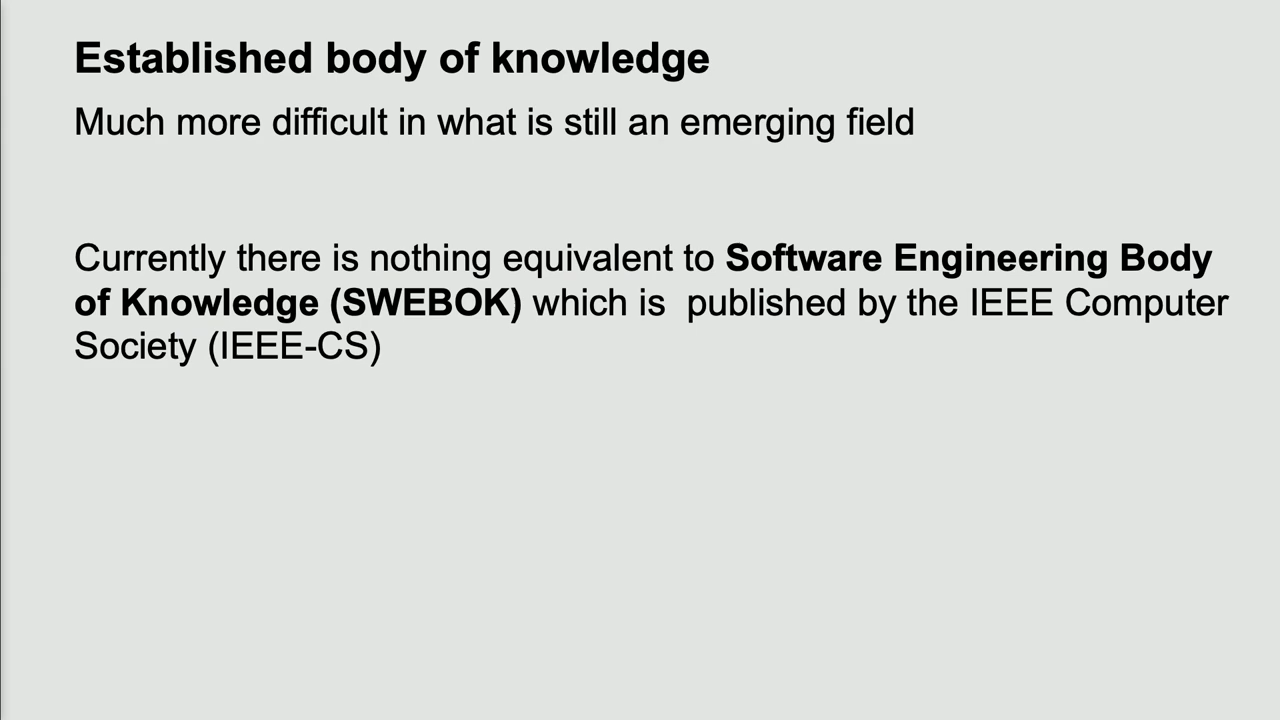 Established body of knowledge
Much more difficult in what is still an emerging field
Currently there is nothing equivalent to Software Engineering Body
of Knowledge (SWEBOK) which is  published by the IEEE Computer
Society (IEEE-CS)